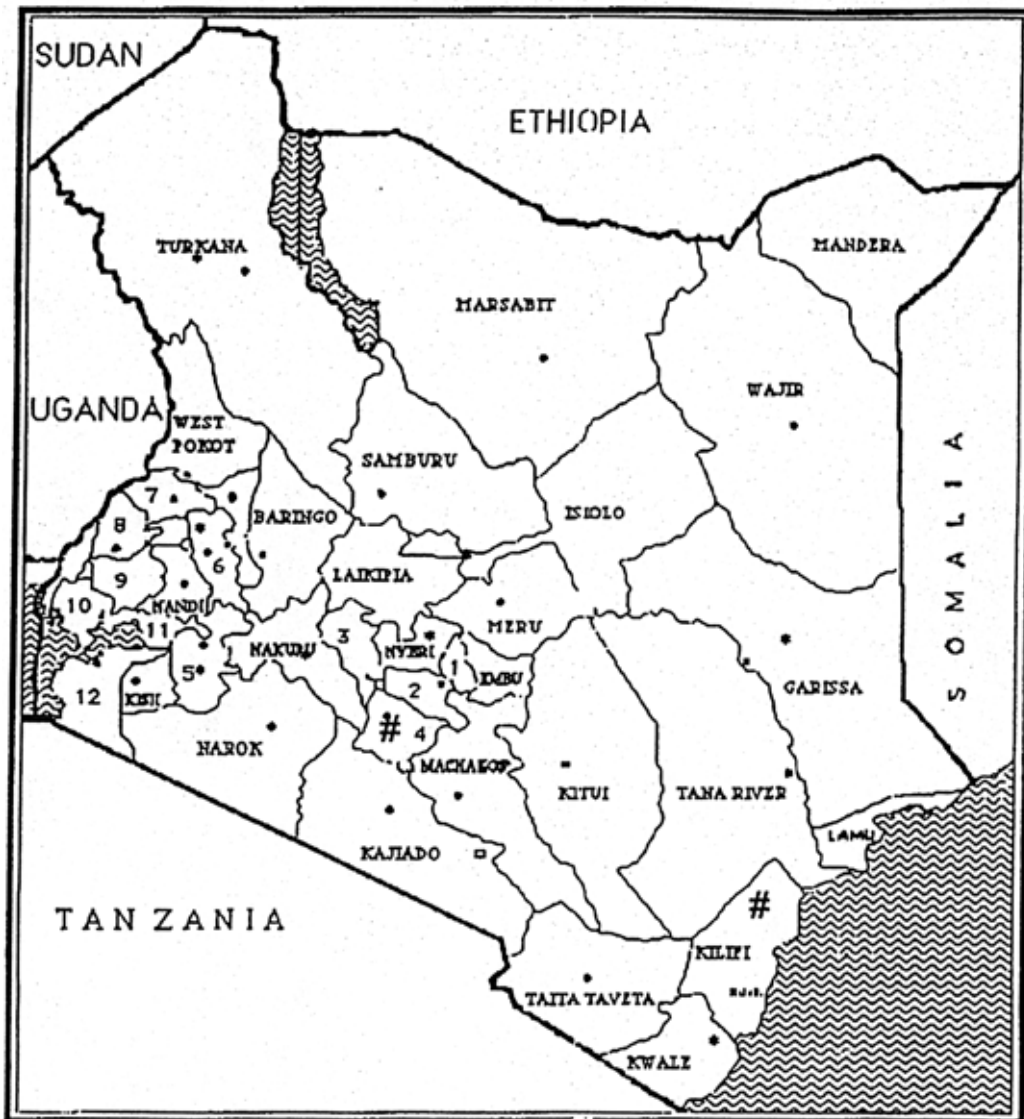 SUDAN
ETHIOPIA
MANDERA
TURKANA
MARSABIT
WAJIR
UGANDA
WEST
POKOT
SAMBURU
SOMALIA
7
BARINGO
ISIOLO
8
6
LAIKIPIA
9
NANDI
10
MERU
11
3
NYERI
NAKURU
1
EMBU
5
2
GARISSA
12
KISII
#
4
NAROK
MACHAKOS
KITUI
TANA RIVER
LAMU
KAJIADO
#
TANZANIA
KILIFI
TAITA TAVETA
KWALE